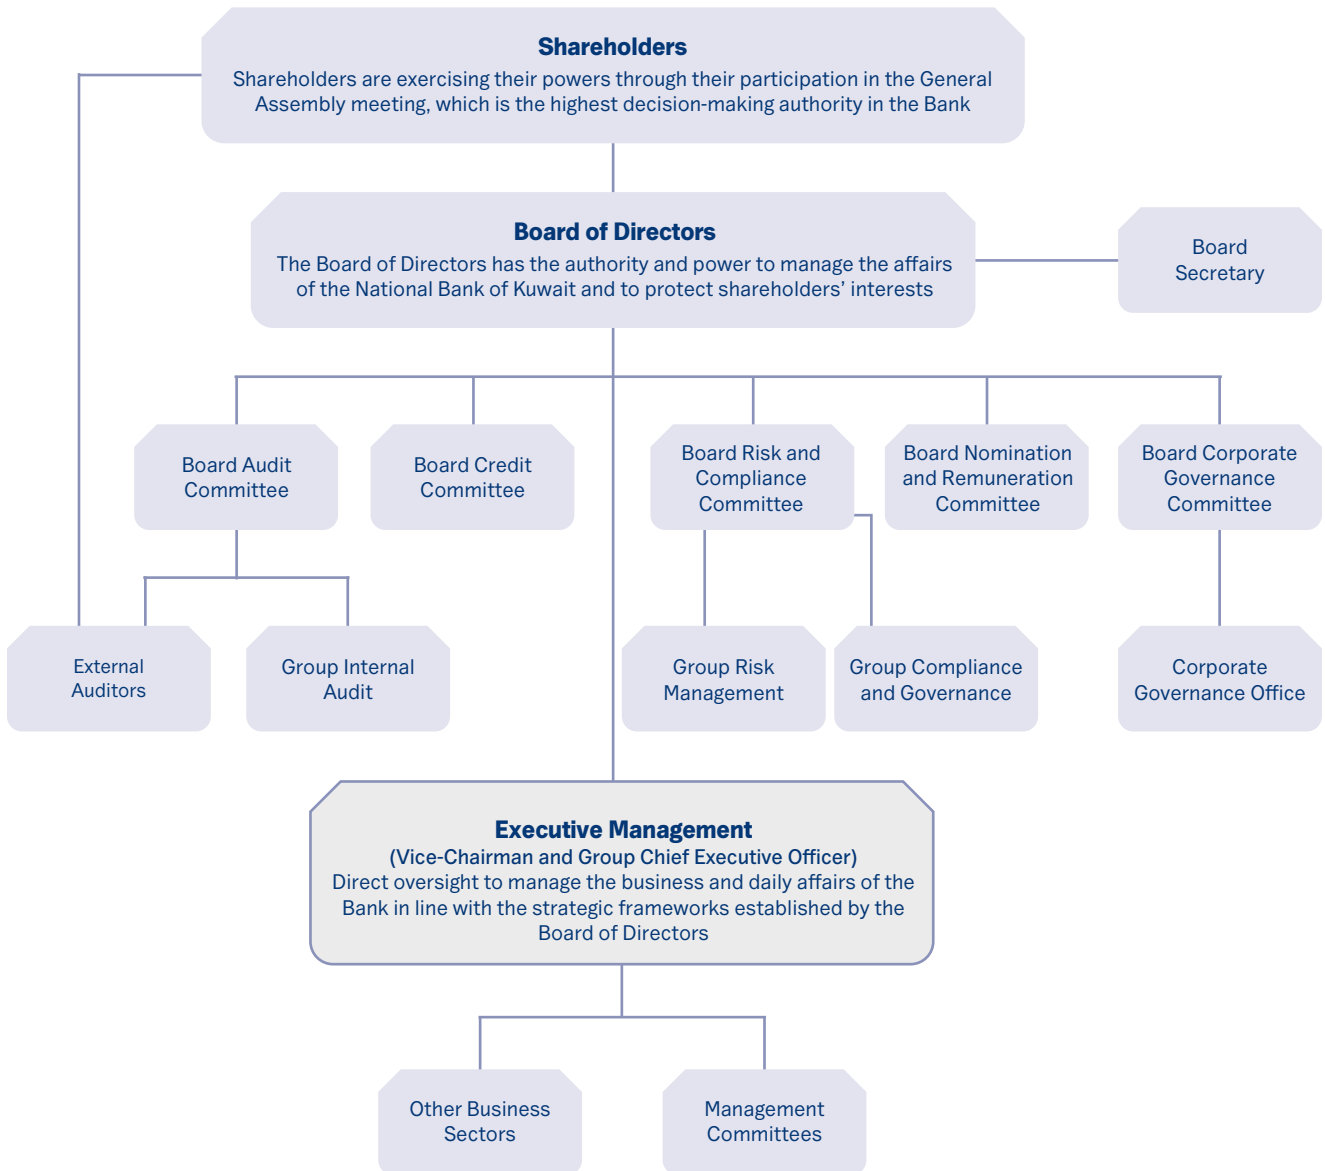 Shareholders
Shareholders are exercising their powers through their participation in the General
Assembly meeting, which is the highest decision-making authority in the Bank
Board of Directors
The Board of Directors has the authority and power to manage the affairs
of the National Bank of Kuwait and to protect shareholders’ interests
Board
Secretary
Board Audit
Committee
Board Credit
Committee
Board Risk and
Compliance
Committee
Board Nomination
and Remuneration
Committee
Board Corporate
Governance
Committee
External
Auditors
Group Internal
Audit
Group Risk
Management
Group Compliance
and Governance
Corporate
Governance Office
Executive Management
(Vice-Chairman and Group Chief Executive Officer)
Direct oversight to manage the business and daily affairs of the
Bank in line with the strategic frameworks established by the
Board of Directors
Other Business
Sectors
Management
Committees